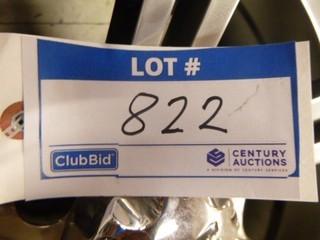 LOT #
822
ClubBid
CENTURY
AUCTIONS
A DIVISION OF CENTURY SERVICES